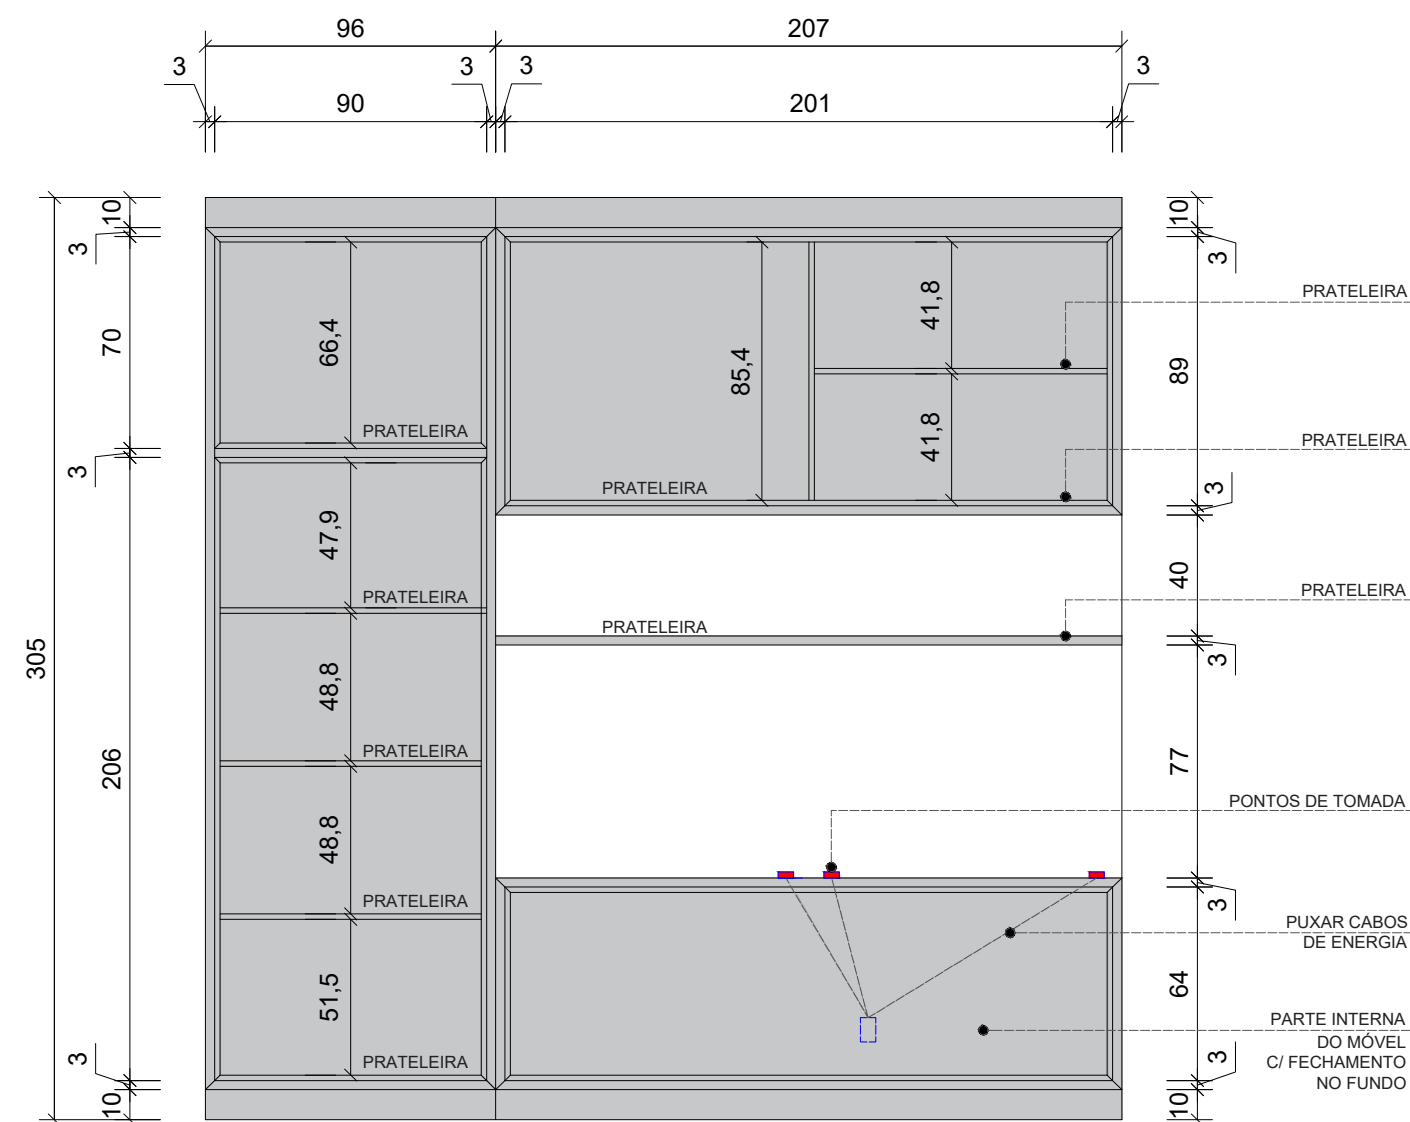 96
207
3
3
3
3
90
201
10
3
70
3
305
206
3
10
66,4
PRATELEIRA
47,9
PRATELEIRA
48,8
PRATELEIRA
48,8
PRATELEIRA
51,5
PRATELEIRA
85,4
41,8
41,8
PRATELEIRA
PRATELEIRA
10
3
89
3
40
3
77
3
64
3
10
PRATELEIRA
PRATELEIRA
PRATELEIRA
PONTOS DE TOMADA
PUXAR CABOS
DE ENERGIA
PARTE INTERNA
DO MÓVEL
C/ FECHAMENTO
NO FUNDO